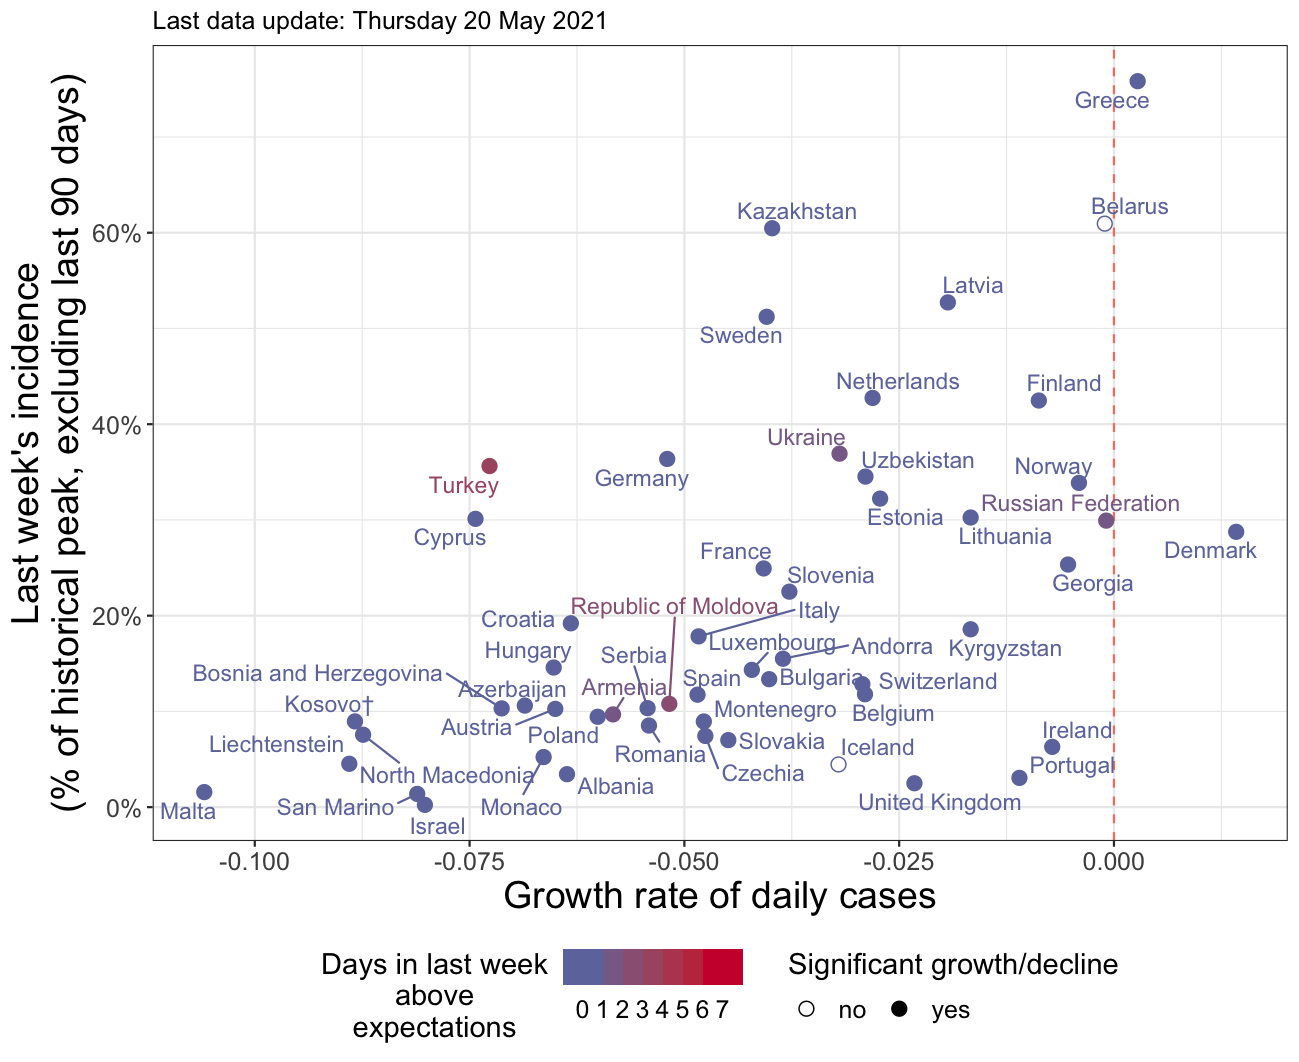 Last data update: Thursday 20 May 2021
Last week's incidence
(% of historical peak, excluding last 90 days)
60%
40%
20%
0%
Greece
Belarus
Kazakhstan
Latvia
Sweden
Netherlands
Finland
Ukraine
Uzbekistan
Germany
Norway
Turkey
Russian Federation
Estonia
Cyprus
Lithuania
Denmark
France
Georgia
Slovenia
Republic of Moldova
Italy
Croatia
Luxembourg
Andorra
Kyrgyzstan
Hungary
Serbia
Bosnia and Herzegovina
Spain
Bulgaria
Switzerland
Azerbaijan
Armenia
Kosovo†
Montenegro
Belgium
Austria
Poland
Ireland
Liechtenstein
Romania
Slovakia
Iceland
Portugal
North Macedonia
Czechia
Albania
Malta
San Marino
Monaco
United Kingdom
Israel
-0.100 -0.075 -0.050 -0.025 0.000
Growth rate of daily cases
Days in last week
above
expectations
0 1 2 3 4 5 6 7
Significant growth/decline
no yes